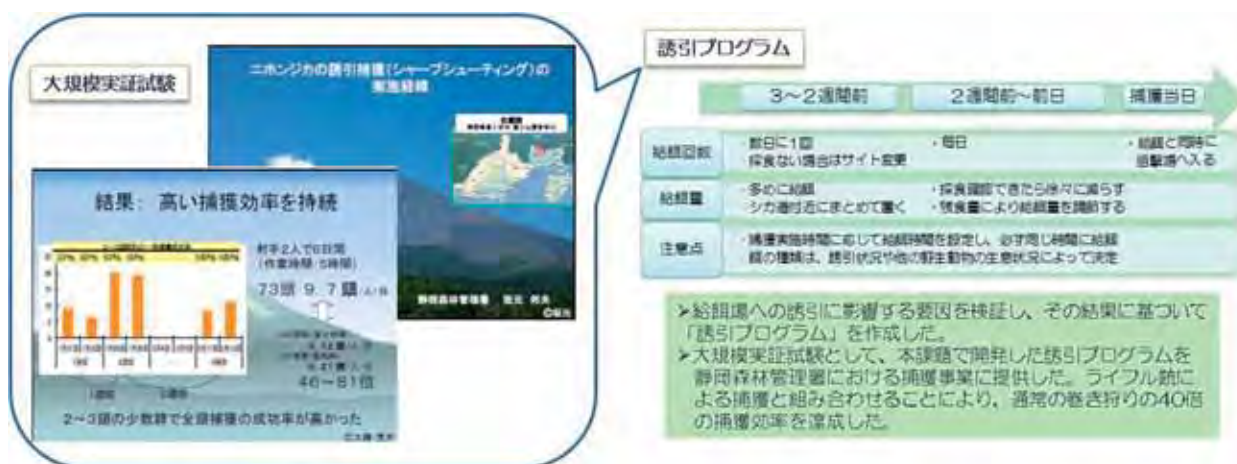 大規模実証試験
ニホンジカの誘引捕獲(シャープシューティング)の
実施経緯
静岡森林管理署
結果: 高い捕獲効率を持続
射手2人で6日間
(作業時間:5時間)
73頭 9.7頭
46~81倍
2~3頭の少数群で全頭捕獲の成功率が高かった
誘引プログラム
3~2週間前
2週間前~前日
捕獲当日
給餌回数
・数日に1回
採食ない場合はサイト変更
・毎日
・給餌と同時に
狙撃場へ入る
給餌量
・多めに給餌
シカ道付近にまとめて置く
・採食確認できたら徐々に減らす
・残食量により給餌量を調節する
注意点
・捕獲実施時間に応じて給餌時間を設定し、必ず同じ時間に給餌
餌の種類は、誘引状況や他の野生動物の生息状況によって決定
➢給餌場への誘引に影響する要因を検証し、その結果に基づいて
「誘引プログラム」を作成した。
➢大規模実証試験として、本課題で開発した誘引プログラムを
静岡森林管理署における捕獲事業に提供した。ライフル銃に
よる捕獲と組み合わせることにより、通常の巻き狩りの40倍
の捕獲効率を達成した。